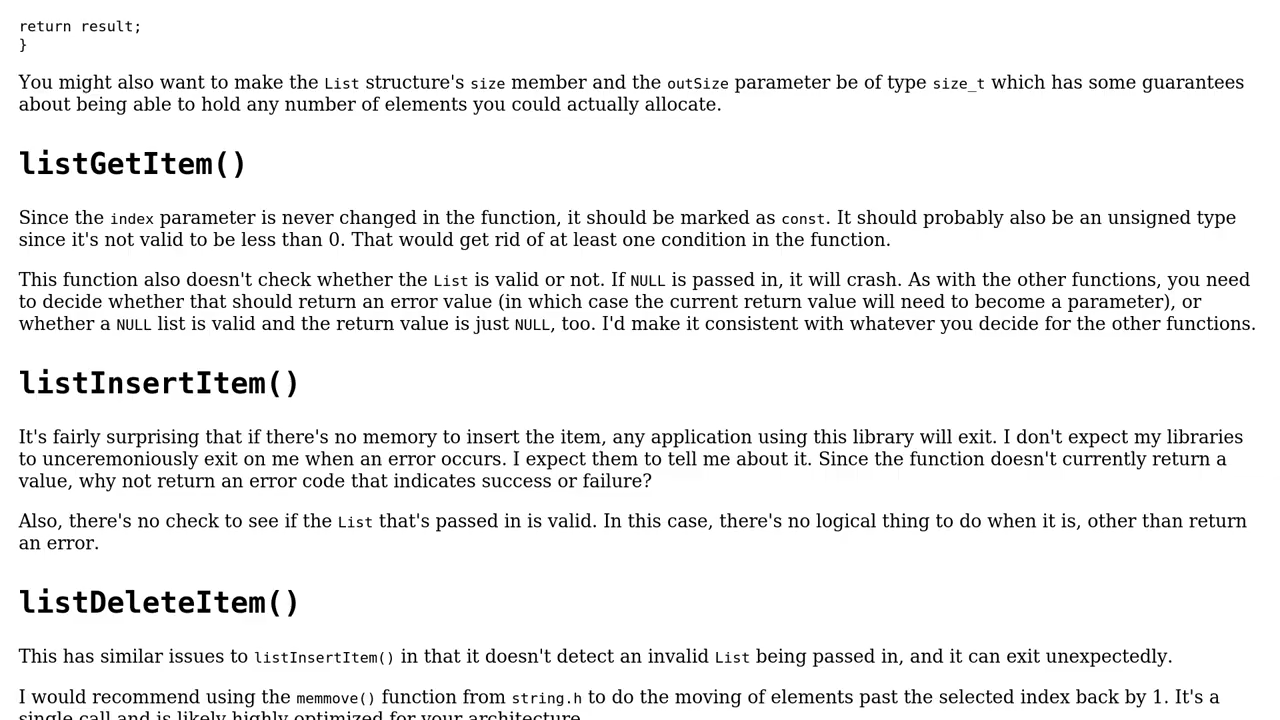 return result;
}
You might also want to make the List structure's size member and the outSize parameter be of type size_t which has some guarantees
about being able to hold any number of elements you could actually allocate.
listGetItem()
Since the index parameter is never changed in the function, it should be marked as const. It should probably also be an unsigned type
since it's not valid to be less than 0. That would get rid of at least one condition in the function.
This function also doesn't check whether the List is valid or not. If NULL is passed in, it will crash. As with the other functions, you need
to decide whether that should return an error value (in which case the current return value will need to become a parameter), or
whether a NULL list is valid and the return value is just NULL, too. I'd make it consistent with whatever you decide for the other functions.
listInsertItem()
It's fairly surprising that if there's no memory to insert the item, any application using this library will exit. I don't expect my libraries
to unceremoniously exit on me when an error occurs. I expect them to tell me about it. Since the function doesn't currently return a
value, why not return an error code that indicates success or failure?
Also, there's no check to see if the List that's passed in is valid. In this case, there's no logical thing to do when it is, other than return
an error.
listDeleteItem()
This has similar issues to listInsertItem() in that it doesn't detect an invalid List being passed in, and it can exit unexpectedly.
I would recommend using the memmove() function from string.h to do the moving of elements past the selected index back by 1. It's a
single call and is likely highly optimized for your architecture.